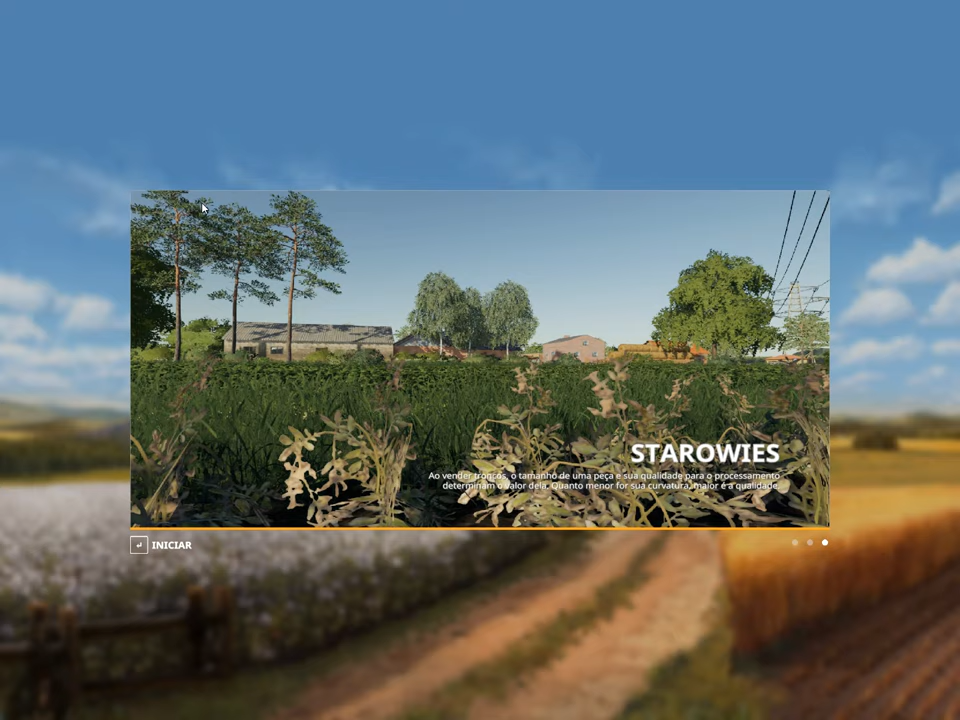 STAROWIES
Ao vender troncos, o tamanho de uma peça e sua qualidade para o processamento
determinam o valor dela. Quanto menor for sua curvatura, maior é a qualidade.
INICIAR